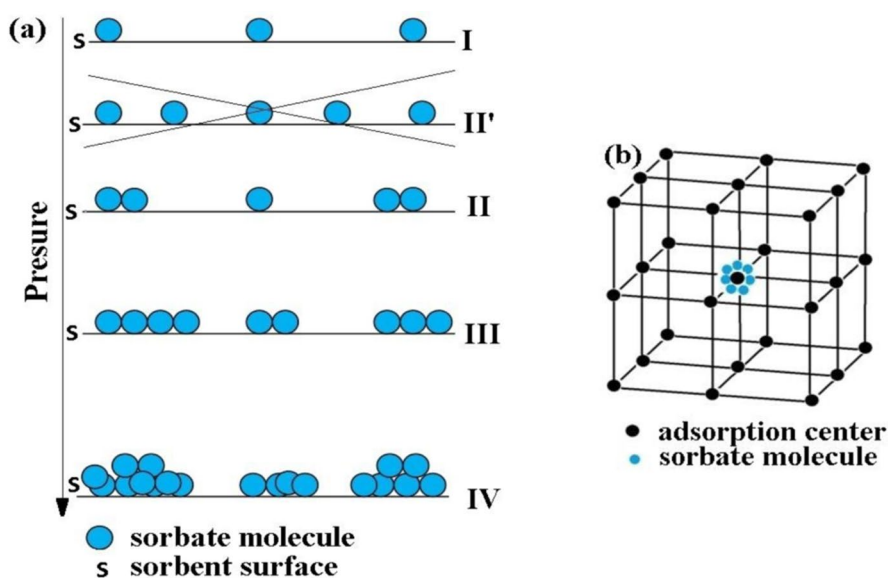 (a)
s
I
s
II'
s
II
Presure
s
III
s
IV
sorbate molecule
s sorbent surface
(b)
adsorption center
sorbate molecule